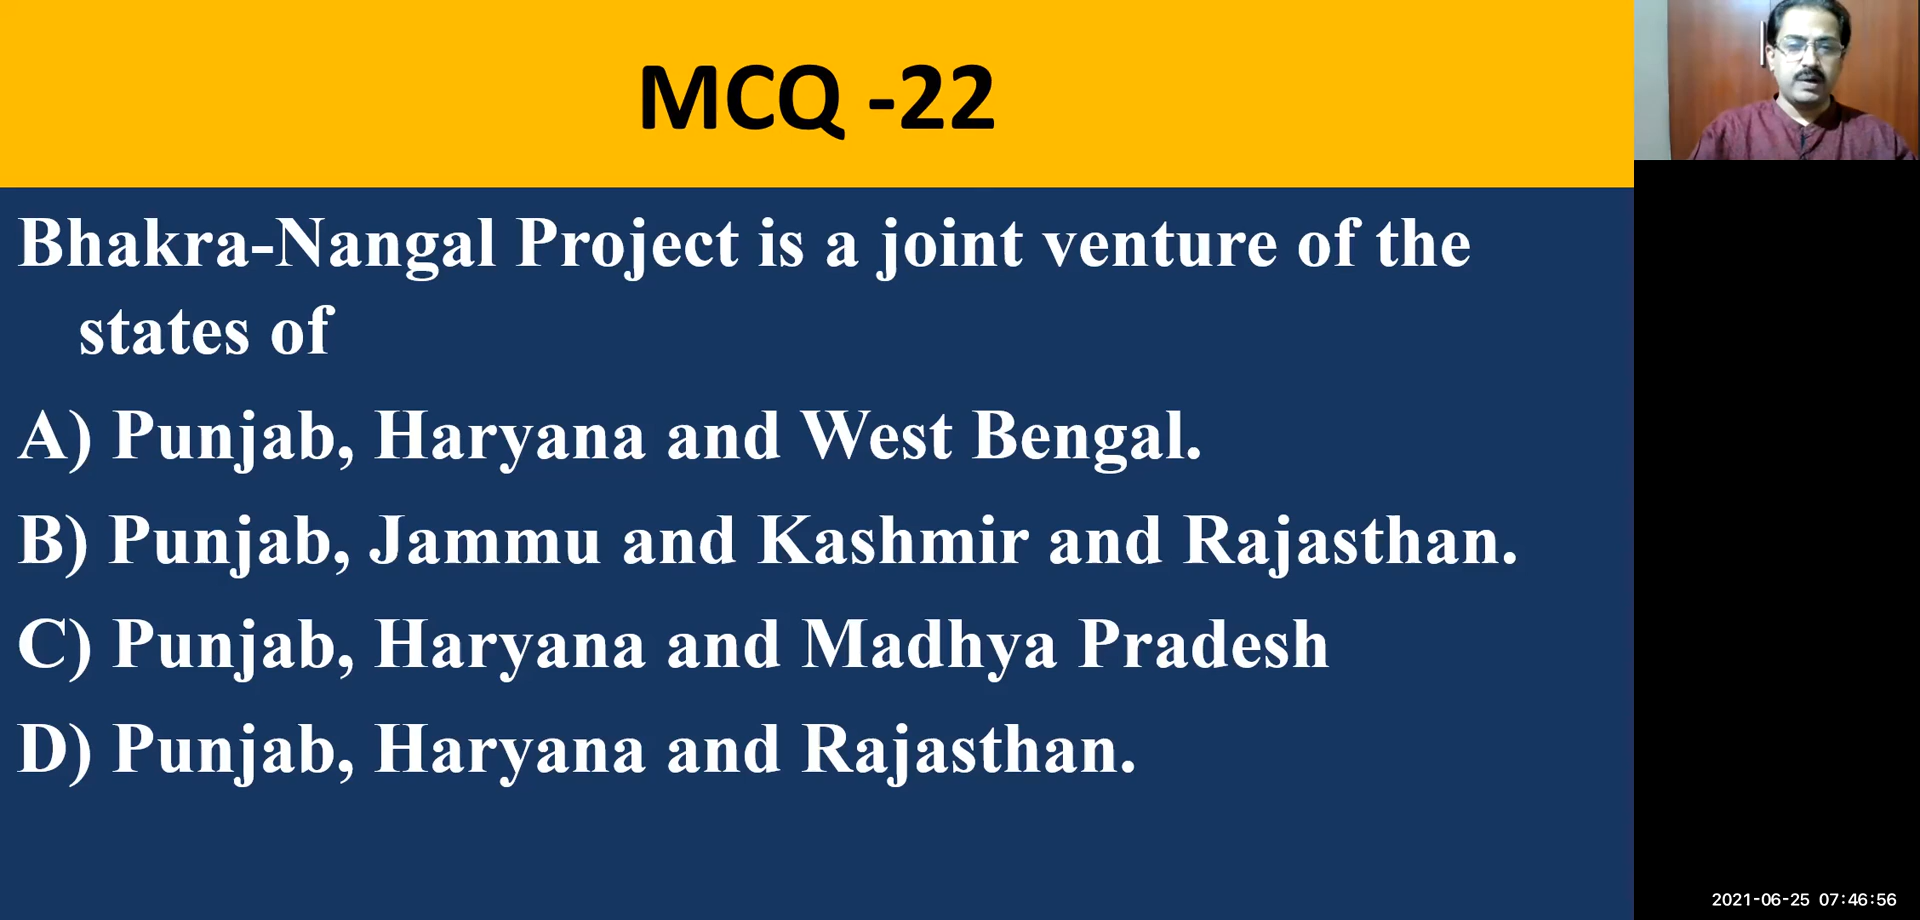 MCQ -22
Bhakra-Nangal Project is a joint venture of the
states of
A) Punjab, Haryana and West Bengal.
B) Punjab, Jammu and Kashmir and Rajasthan.
C) Punjab, Haryana and Madhya Pradesh
D) Punjab, Haryana and Rajasthan.
2021-06-25 07:46:56